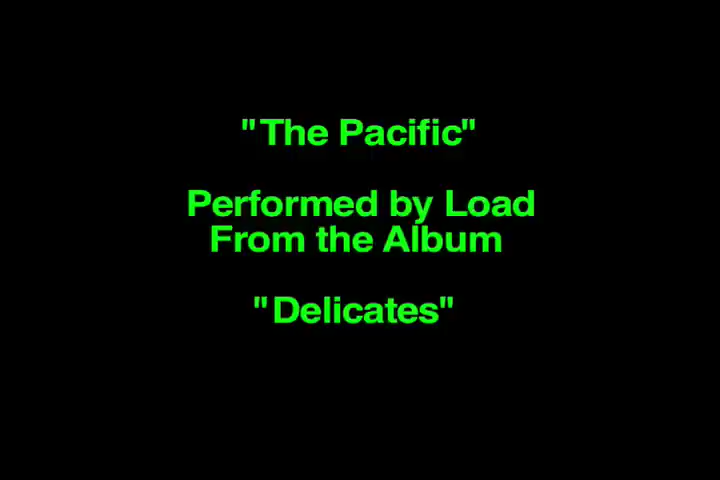 "The Pacific"
Performed by Load
From the Album
"Delicates"